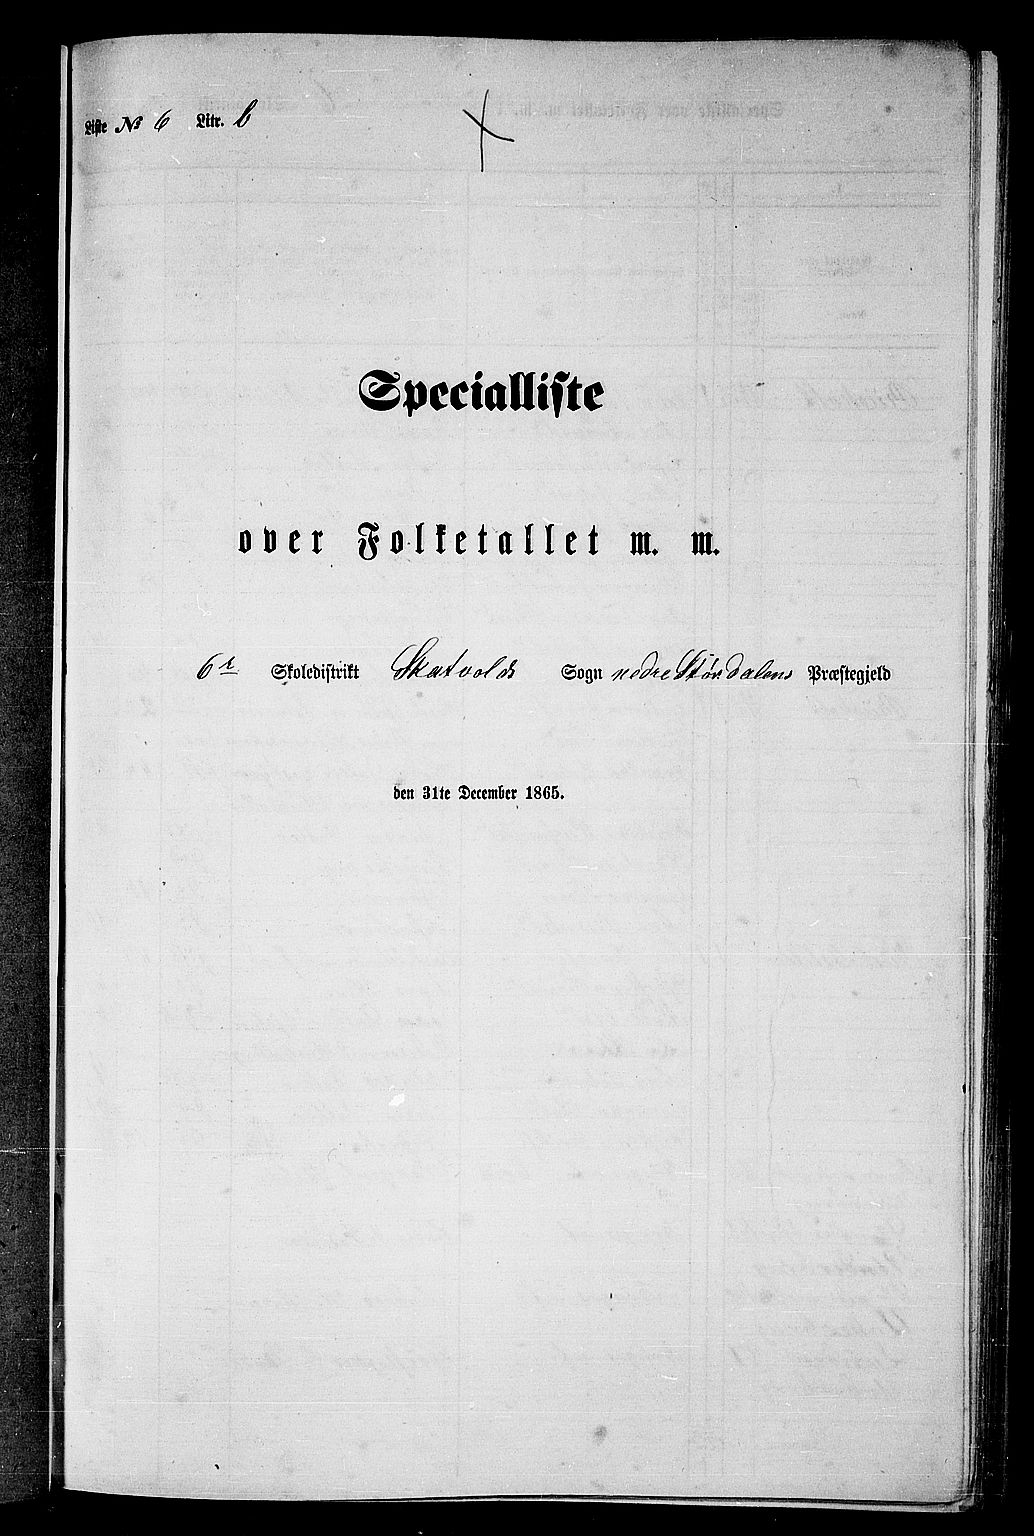 Liste № 6 Litr. b
Specialliste
over Folketallet m. m.
6te Skoledistrikt Skatvolds Sogn nedre Stördalens Præstegjeld
den 31te December 1865.